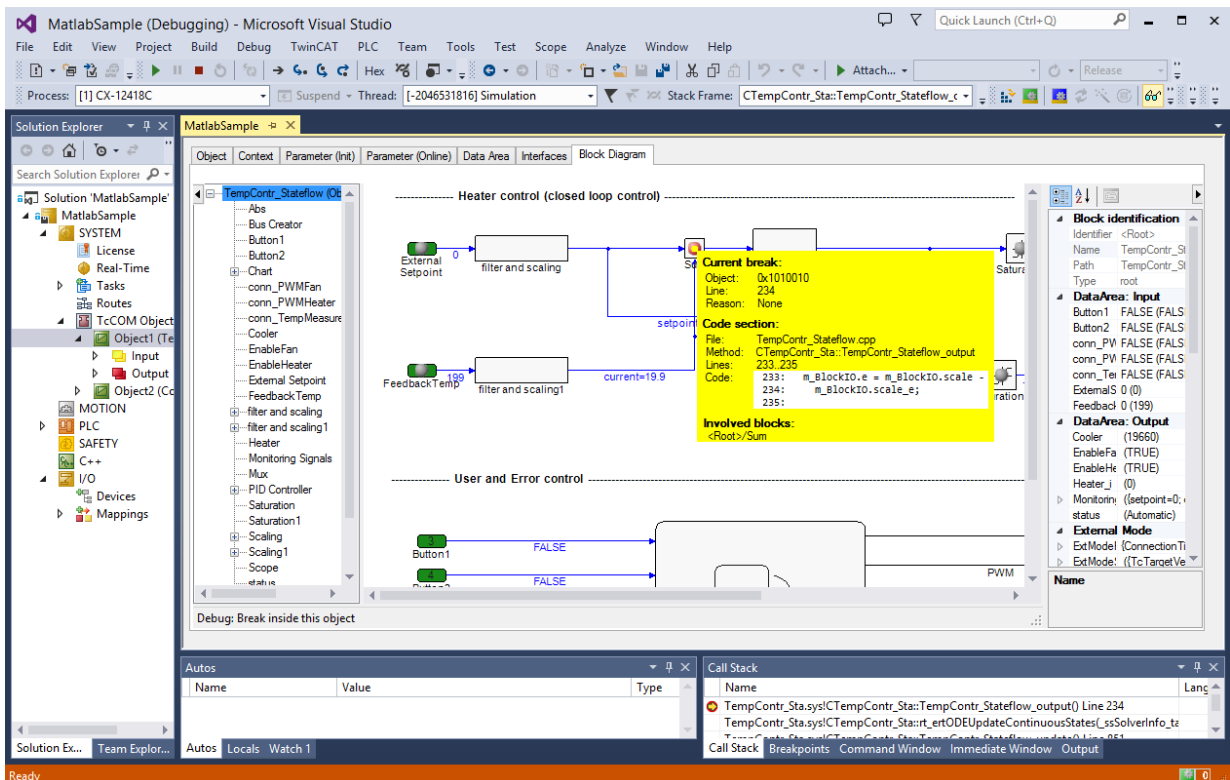 MatlabSample (Debugging) - Microsoft Visual Studio
Quick Launch (Ctrl+Q)
File Edit View Project Build Debug TwinCAT PLC Team Tools Test Scope Analyze Window Help
Hex Attach... Release
Process: [1] CX-12418C Suspend Thread: [-2046531816] Simulation Stack Frame: CTempContr_Sta::TempContr_Stateflow_c
Solution Explorer
Search Solution Explorer
Solution 'MatlabSample'
MatlabSample
SYSTEM
License
Real-Time
Tasks
Routes
TcCOM Object
Object1 (Te
Input
Output
Object2 (Cc
MOTION
PLC
SAFETY
C++
I/O
Devices
Mappings
Solution Ex... Team Explor...
MatlabSample
Object Context Parameter (Init) Parameter (Online) Data Area Interfaces Block Diagram
TempContr_Stateflow (Ob
Abs
Bus Creator
Button1
Button2
Chart
conn_PWMFan
conn_PWMHeater
conn_TempMeasure
Cooler
EnableFan
EnableHeater
External Setpoint
FeedbackTemp
filter and scaling
filter and scaling1
Heater
Monitoring Signals
Mux
PID Controller
Saturation
Saturation1
Scaling
Scaling1
Scope
status
Heater control (closed loop control)
External Setpoint
0
filter and scaling
Satura
setpoin
FeedbackTemp
199
filter and scaling1
current=19.9
ration
Current break:
Object: 0x1010010
Line: 234
Reason: None
Code section:
File: TempContr_Stateflow.cpp
Method: CTempContr_Sta::TempContr_Stateflow_output
Lines: 233..235
Code: 233: m_BlockIO.e = m_BlockIO.scale -
234: m_BlockIO.scale_e;
235:
Involved blocks:
<Root>/Sum
User and Error control
3
Button1
FALSE
4
FALSE
PWM
Debug: Break inside this object
Block identification
Identifier <Root>
Name TempContr_St
Path TempContr_St
Type root
DataArea: Input
Button1 FALSE (FALS
Button2 FALSE (FALS
conn_PW FALSE (FALS
conn_PW FALSE (FALS
conn_Te FALSE (FALS
ExternalS 0 (0)
Feedback 0 (199)
DataArea: Output
Cooler (19660)
EnableFa (TRUE)
EnableHe (TRUE)
Heater_i (0)
Monitoring ((setpoint=0;
status (Automatic)
External Mode
ExtModel (ConnectionTi
ExtMode: ((TcTargetVe
Name
Autos
Name Value Type
Autos Locals Watch 1
Call Stack
Name Lang
TempContr_Sta.sys!CTempContr_Sta::TempContr_Stateflow_output() Line 234
TempContr_Sta.sys!CTempContr_Sta::rt_ertODEUpdateContinuousStates(_ssSolverInfo_ta
Call Stack Breakpoints Command Window Immediate Window Output
Ready
0